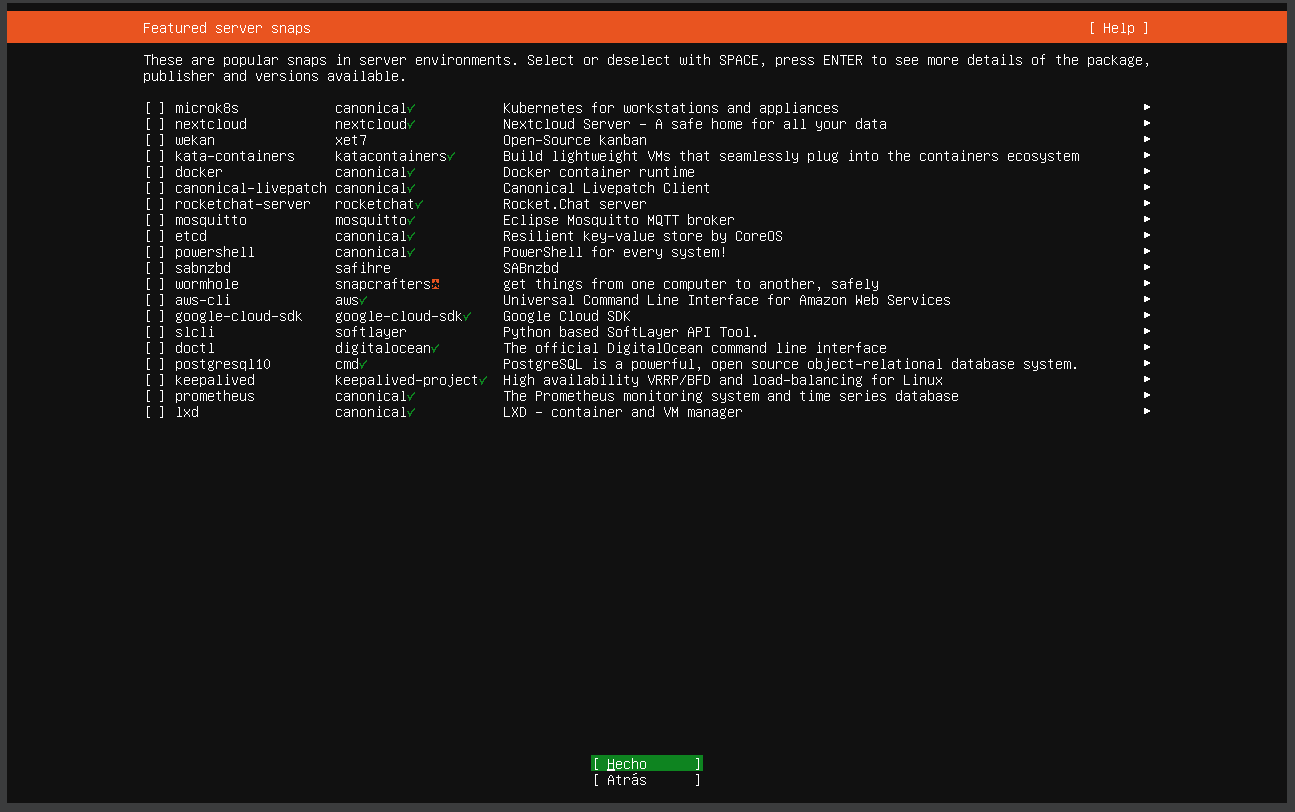 Featured server snaps [ Help ]
These are popular snaps in server environments. Select or deselect with SPACE, press ENTER to see more details of the package,
publisher and versions available.
[ ] microk8s canonical✓ Kubernetes for workstations and appliances ►
[ ] nextcloud nextcloud✓ Nextcloud Server - A safe home for all your data ►
[ ] wekan xet7 Open-Source kanban ►
[ ] kata-containers katacontainers✓ Build lightweight VMs that seamlessly plug into the containers ecosystem ►
[ ] docker canonical✓ Docker container runtime ►
[ ] canonical-livepatch canonical✓ Canonical Livepatch Client ►
[ ] rocketchat-server rocketchat✓ Rocket.Chat server ►
[ ] mosquitto mosquitto✓ Eclipse Mosquitto MQTT broker ►
[ ] etcd canonical✓ Resilient key-value store by CoreOS ►
[ ] powershell canonical✓ PowerShell for every system! ►
[ ] sabnzbd safihre SABnzbd ►
[ ] wormhole snapcrafters get things from one computer to another, safely ►
[ ] aws-cli aws✓ Universal Command Line Interface for Amazon Web Services ►
[ ] google-cloud-sdk google-cloud-sdk✓ Google Cloud SDK ►
[ ] slcli softlayer Python based SoftLayer API Tool. ►
[ ] doctl digitalocean✓ The official DigitalOcean command line interface ►
[ ] postgresql10 cmd✓ PostgreSQL is a powerful, open source object-relational database system. ►
[ ] keepalived keepalived-project✓ High availability VRRP/BFD and load-balancing for Linux ►
[ ] prometheus canonical✓ The Prometheus monitoring system and time series database ►
[ ] lxd canonical✓ LXD - container and VM manager ►
[ Hecho ]
[ Atrás ]